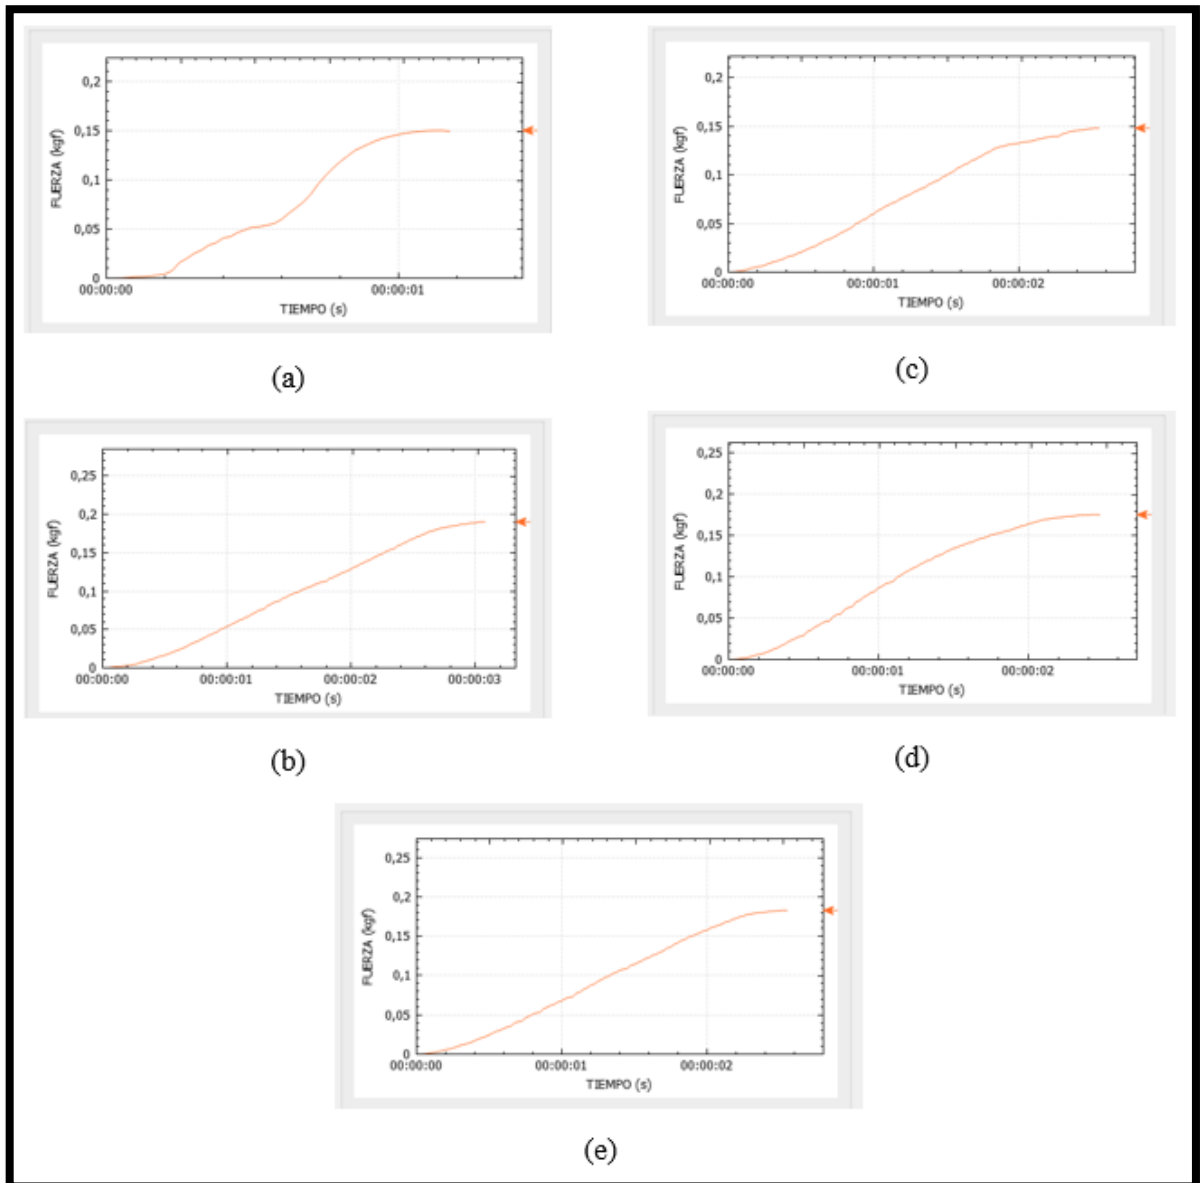 0,2
0,15
0,1
0,05
0
FUERZA (kgf)
00:00:00 00:00:01
TIEMPO (s)
(a)
0,2
0,15
0,1
0,05
0
FUERZA (kgf)
00:00:00 00:00:01 00:00:02
TIEMPO (s)
(c)
0,25
0,2
0,15
0,1
0,05
0
FUERZA (kgf)
00:00:00 00:00:01 00:00:02 00:00:03
TIEMPO (s)
(b)
0,25
0,2
0,15
0,1
0,05
0
FUERZA (kgf)
00:00:00 00:00:01 00:00:02
TIEMPO (s)
(d)
0,25
0,2
0,15
0,1
0,05
0
FUERZA (kgf)
00:00:00 00:00:01 00:00:02
TIEMPO (s)
(e)